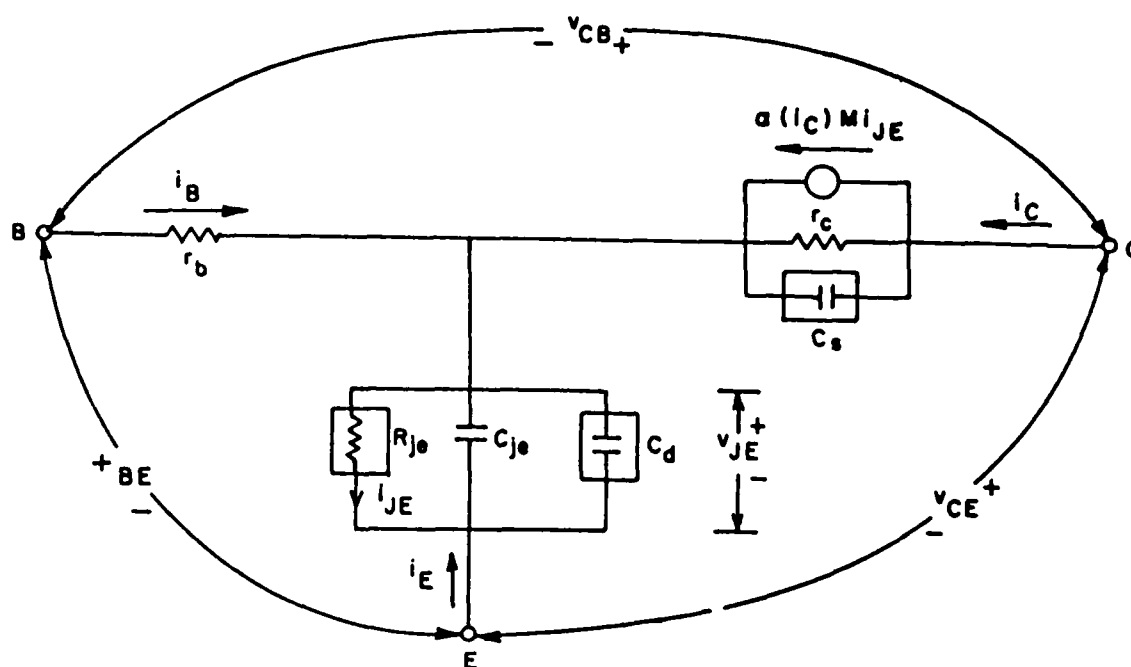 − vCB +
α (iC) M iJE
iB
iC
B
rb
rc
C
Cs
Rje
Cje
Cd
+
vJE
−
iJE
+ BE −
vCE +
−
iE
E